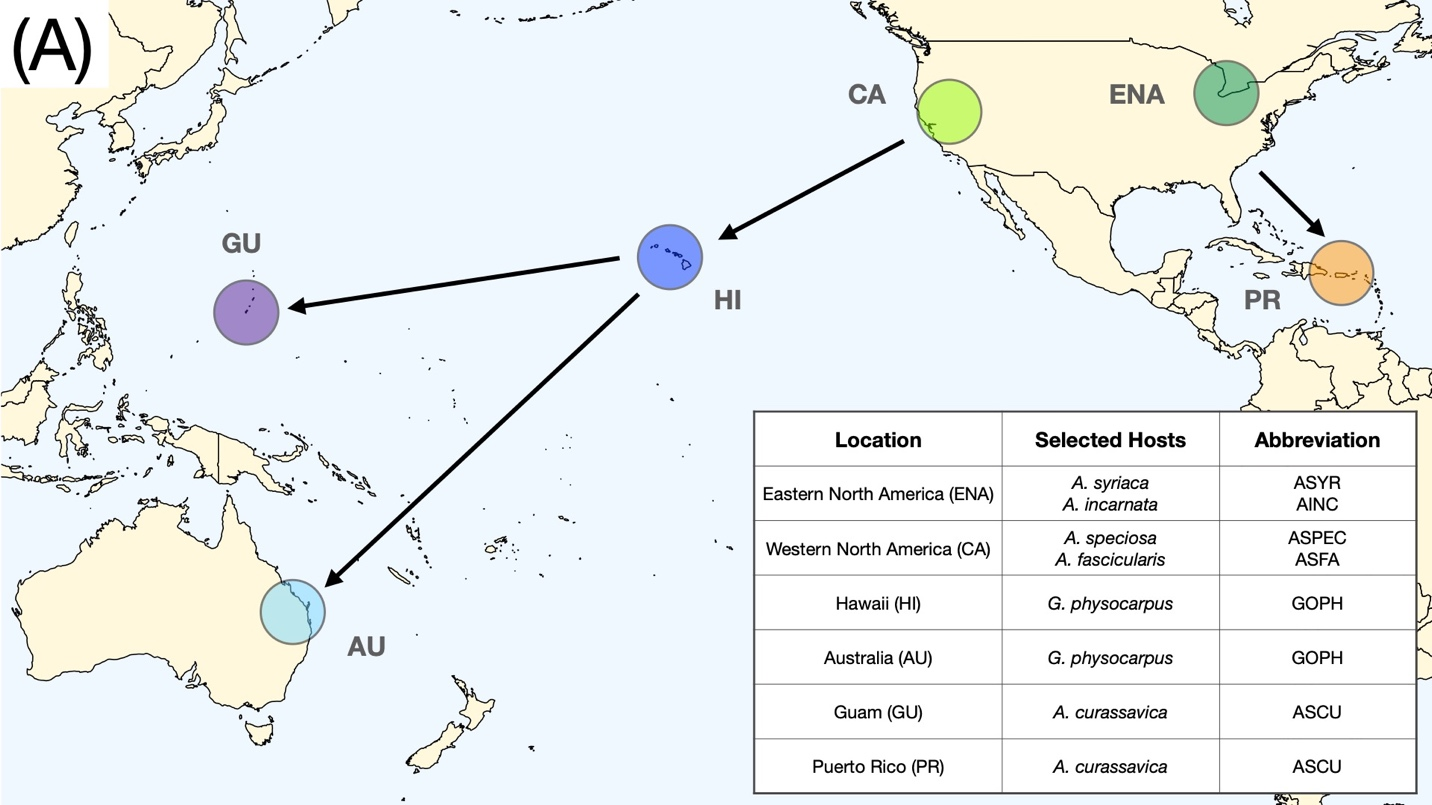 (A)
CA
ENA
GU
HI
PR
AU
Location Selected Hosts Abbreviation
Eastern North America (ENA) A. syriaca ASYR
A. incarnata AINC
Western North America (CA) A. speciosa ASPEC
A. fascicularis ASFA
Hawaii (HI) G. physocarpus GOPH
Australia (AU) G. physocarpus GOPH
Guam (GU) A. curassavica ASCU
Puerto Rico (PR) A. curassavica ASCU